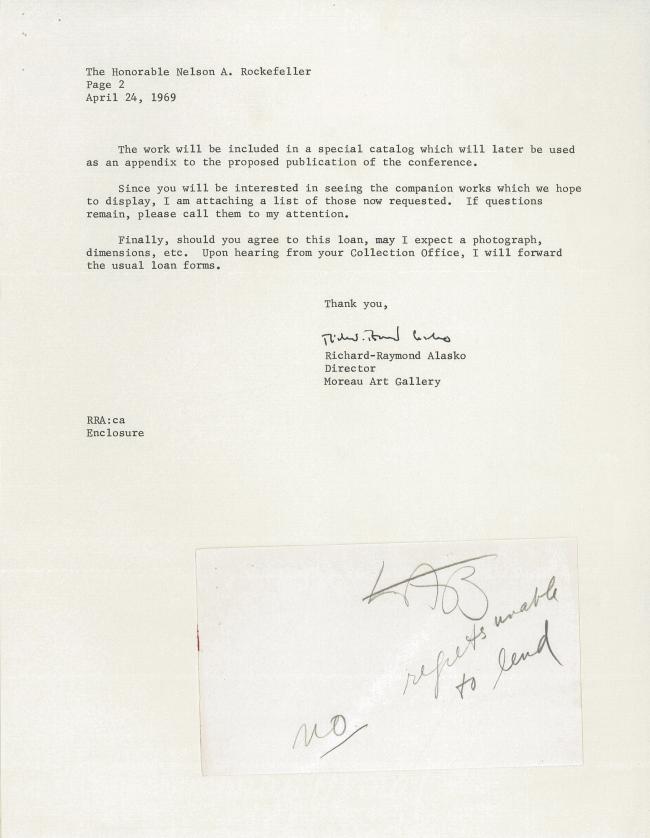 The Honorable Nelson A. Rockefeller
Page 2
April 24, 1969
The work will be included in a special catalog which will later be used
as an appendix to the proposed publication of the conference.
Since you will be interested in seeing the companion works which we hope
to display, I am attaching a list of those now requested. If questions
remain, please call them to my attention.
Finally, should you agree to this loan, may I expect a photograph,
dimensions, etc. Upon hearing from your Collection Office, I will forward
the usual loan forms.
Thank you,
Richard-Raymond Alasko
Director
Moreau Art Gallery
RRA:ca
Enclosure
regrets unable
to lend
no